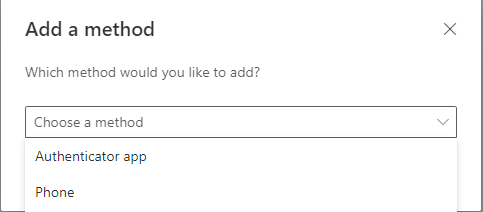 Add a method
Which method would you like to add?
Choose a method
Authenticator app
Phone